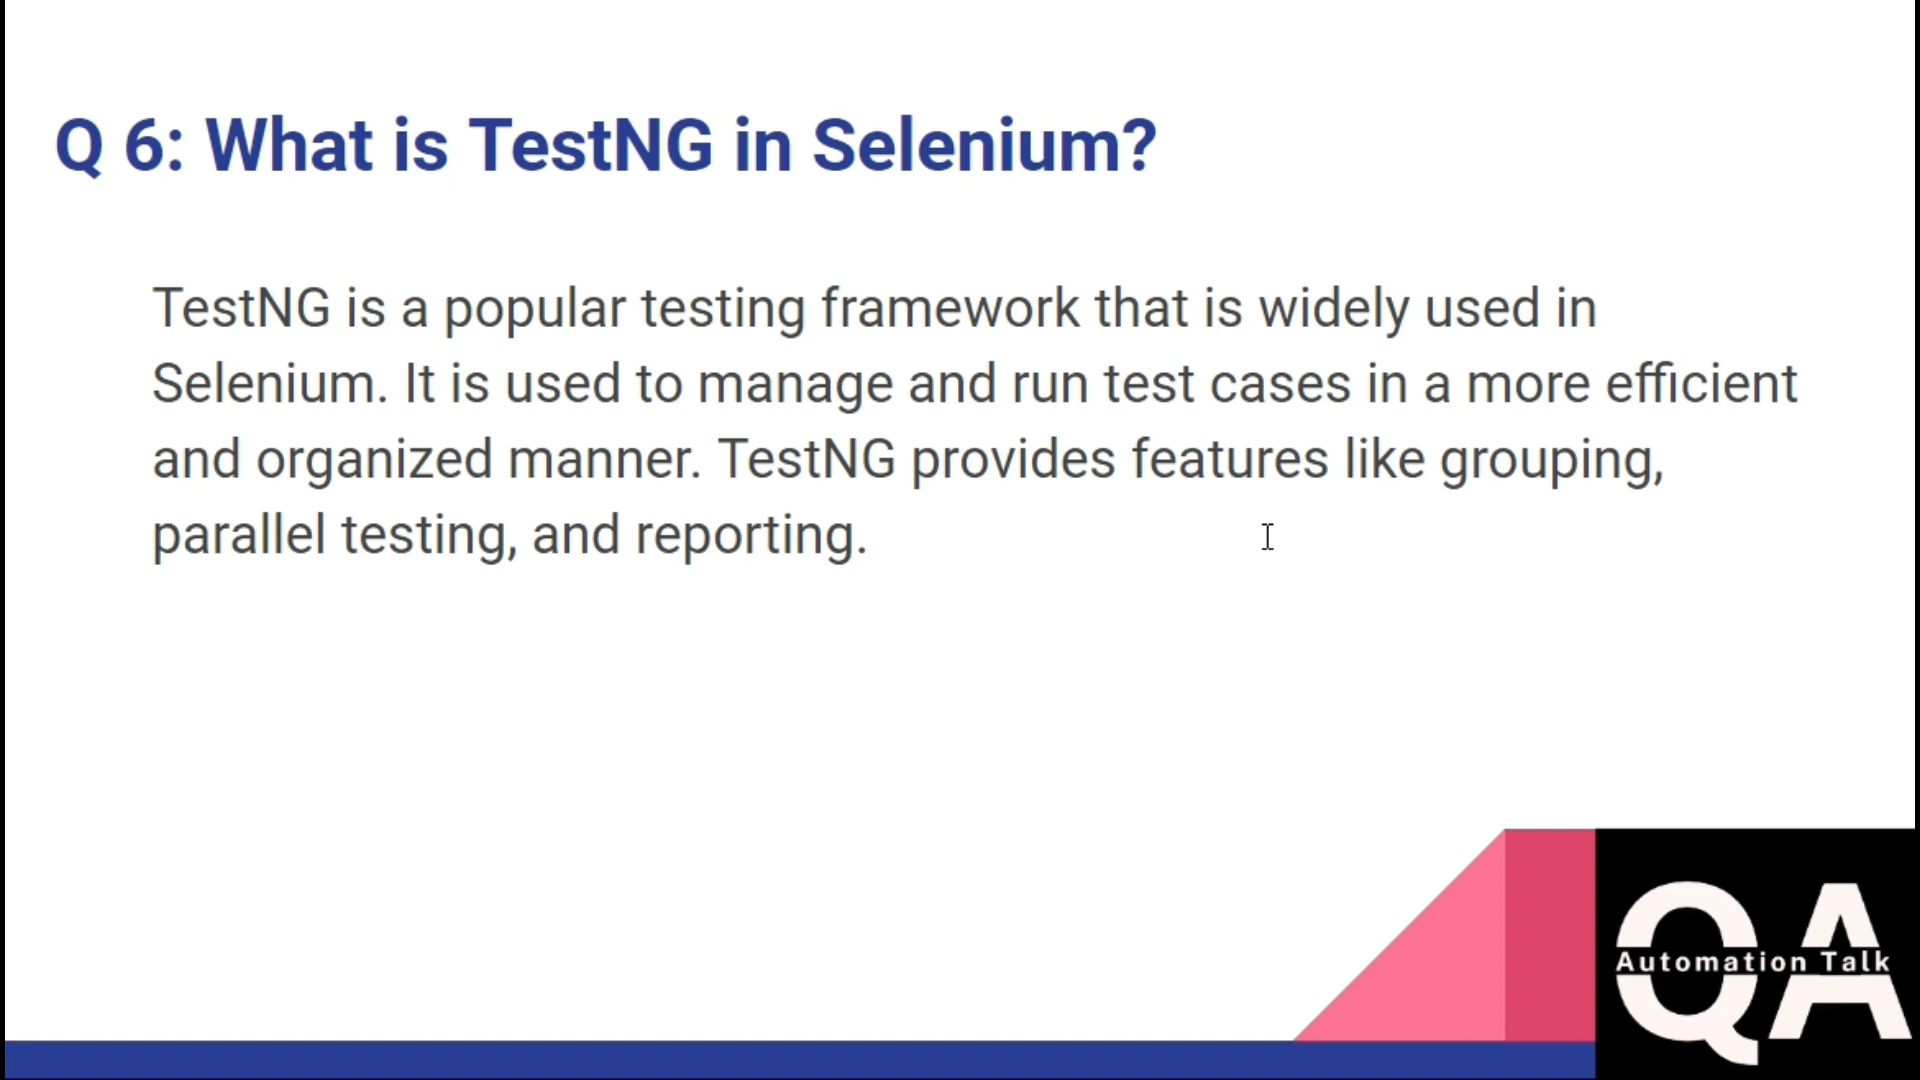 Q 6: What is TestNG in Selenium?
TestNG is a popular testing framework that is widely used in
Selenium. It is used to manage and run test cases in a more efficient
and organized manner. TestNG provides features like grouping,
parallel testing, and reporting.
QA
Automation Talk